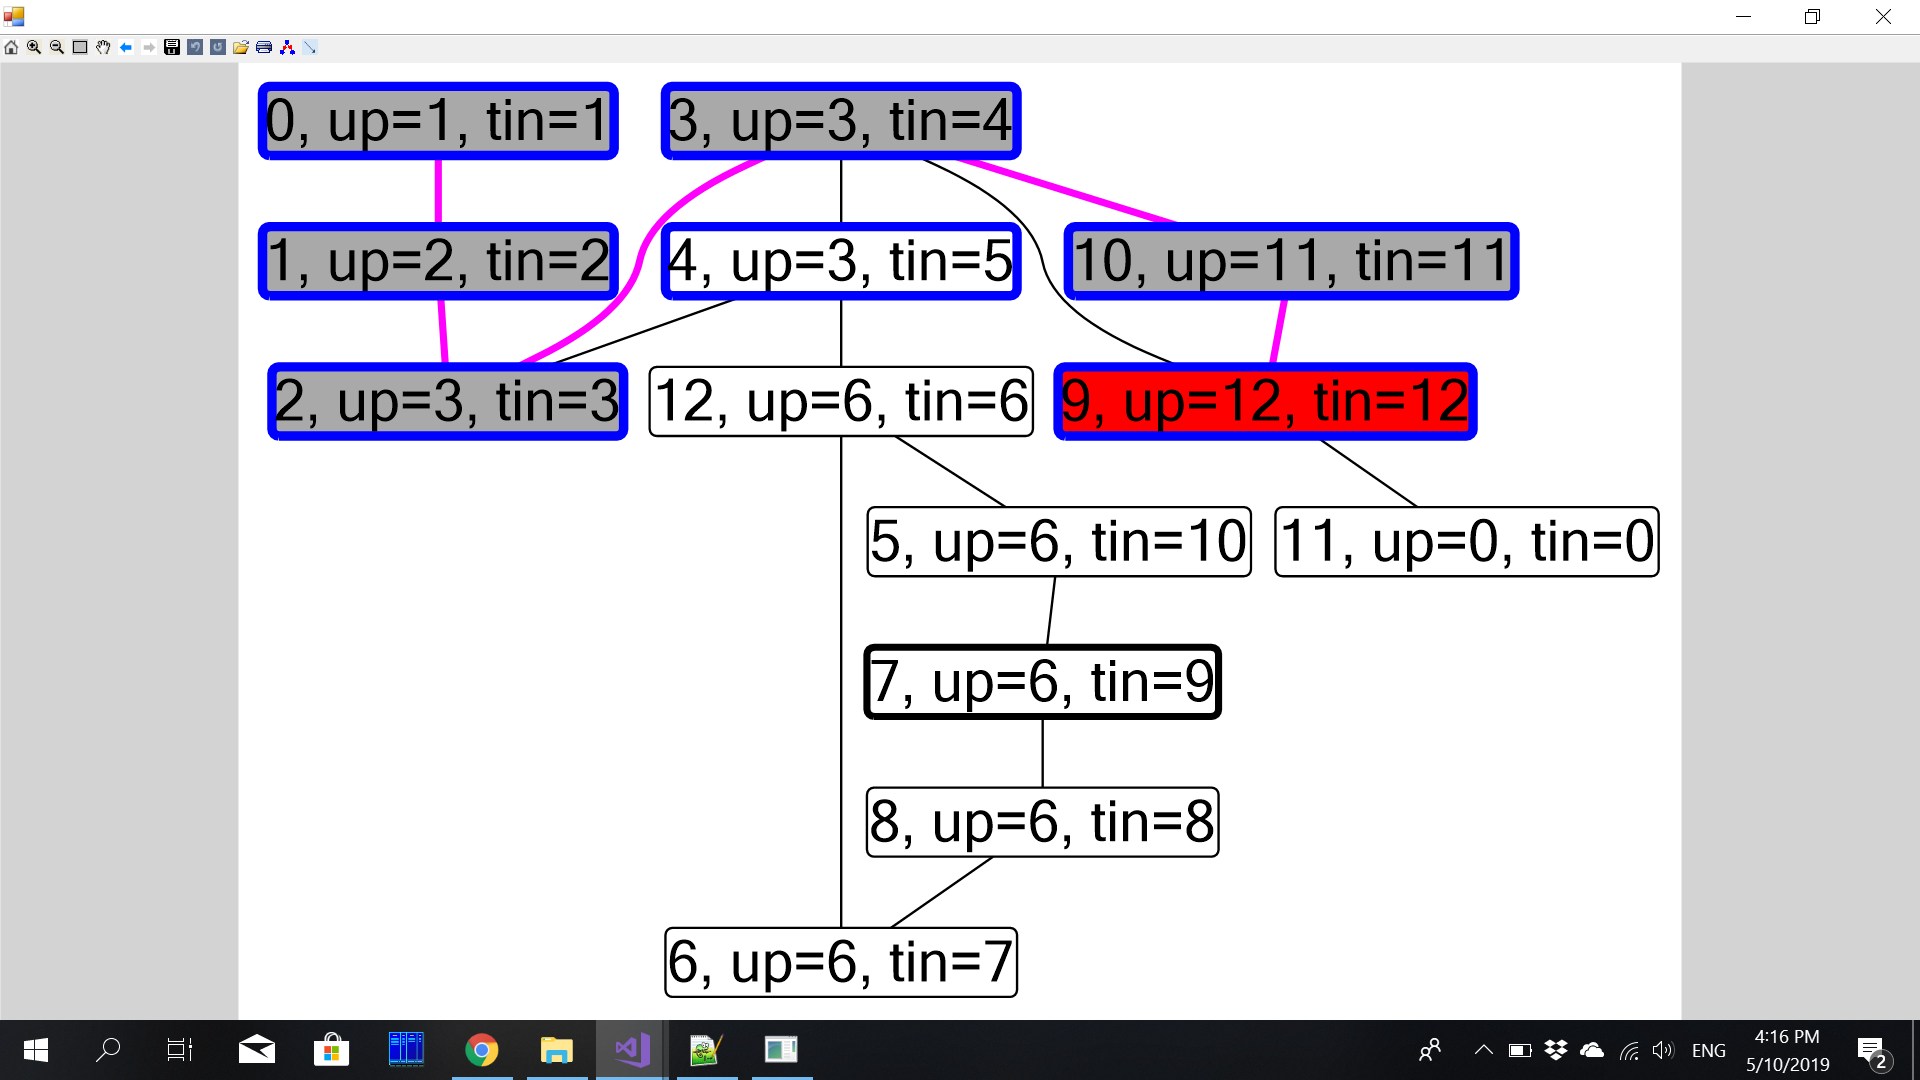 0, up=1, tin=1
3, up=3, tin=4
1, up=2, tin=2
4, up=3, tin=5
10, up=11, tin=11
2, up=3, tin=3
12, up=6, tin=6
9, up=12, tin=12
5, up=6, tin=10
11, up=0, tin=0
7, up=6, tin=9
8, up=6, tin=8
6, up=6, tin=7
ENG
4:16 PM
5/10/2019
2